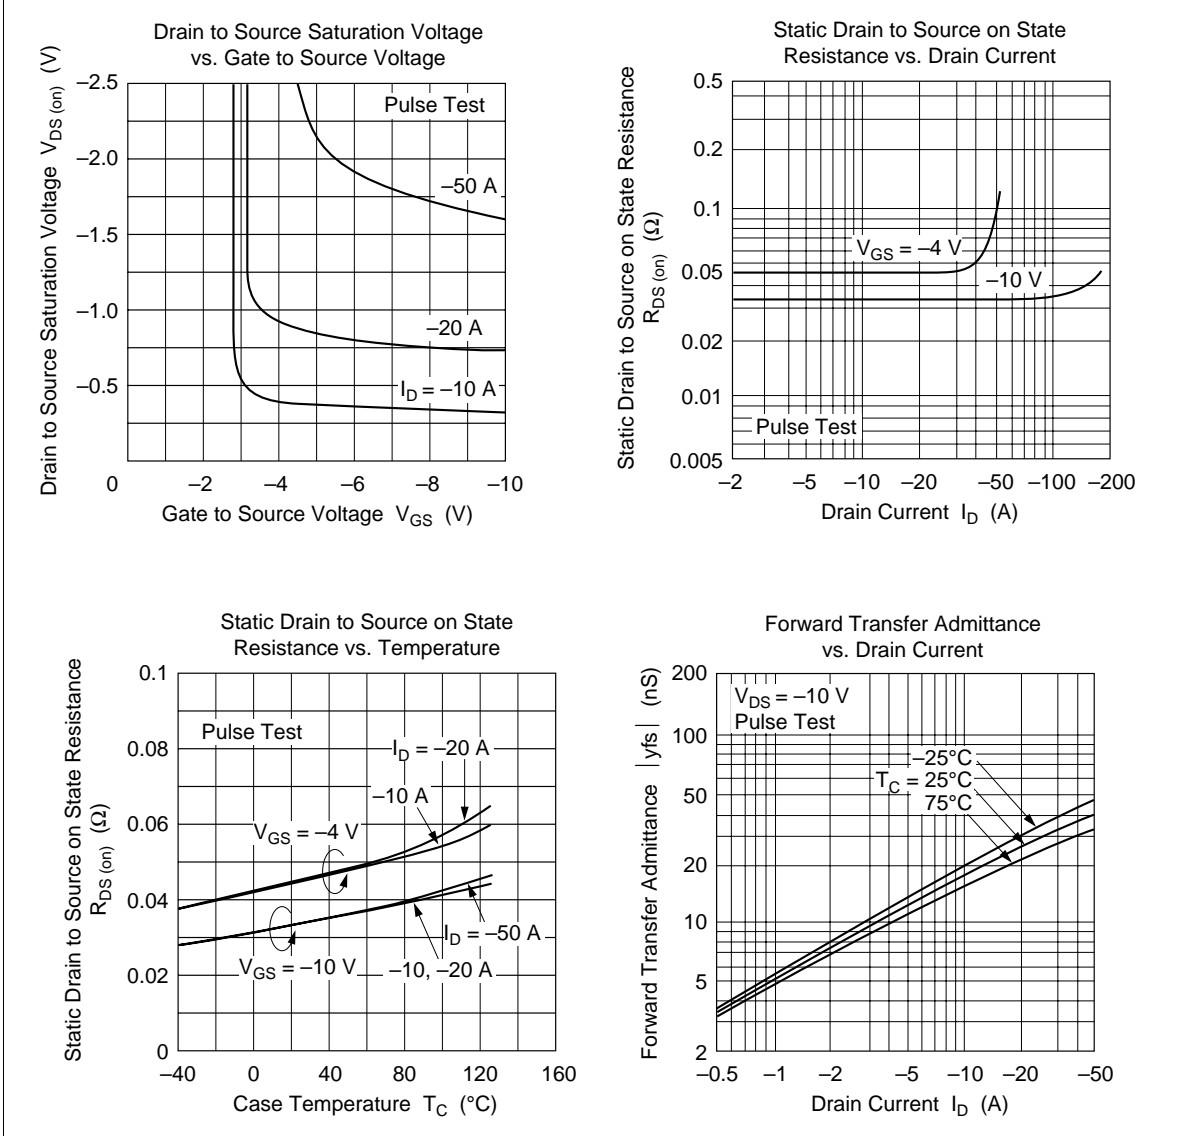 Drain to Source Saturation Voltage
vs. Gate to Source Voltage
Drain to Source Saturation Voltage V_DS (on) (V)
–2.5
–2.0
–1.5
–1.0
–0.5
Pulse Test
–50 A
–20 A
I_D = –10 A
0 –2 –4 –6 –8 –10
Gate to Source Voltage V_GS (V)
Static Drain to Source on State
Resistance vs. Drain Current
Static Drain to Source on State Resistance
R_DS (on) (Ω)
0.5
0.2
0.1
0.05
0.02
0.01
0.005
V_GS = –4 V
–10 V
Pulse Test
–2 –5 –10 –20 –50 –100 –200
Drain Current I_D (A)
Static Drain to Source on State
Resistance vs. Temperature
Static Drain to Source on State Resistance
R_DS (on) (Ω)
0.1
0.08
0.06
0.04
0.02
0
Pulse Test
I_D = –20 A
–10 A
V_GS = –4 V
I_D = –50 A
V_GS = –10 V
–10, –20 A
–40 0 40 80 120 160
Case Temperature T_C (°C)
Forward Transfer Admittance
vs. Drain Current
Forward Transfer Admittance |yfs| (nS)
200
100
50
20
10
5
2
V_DS = –10 V
Pulse Test
–25°C
T_C = 25°C
75°C
–0.5 –1 –2 –5 –10 –20 –50
Drain Current I_D (A)